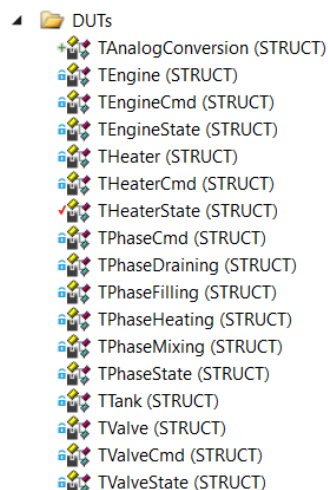 DUTs
TAnalogConversion (STRUCT)
TEngine (STRUCT)
TEngineCmd (STRUCT)
TEngineState (STRUCT)
THeater (STRUCT)
THeaterCmd (STRUCT)
THeaterState (STRUCT)
TPhaseCmd (STRUCT)
TPhaseDraining (STRUCT)
TPhaseFilling (STRUCT)
TPhaseHeating (STRUCT)
TPhaseMixing (STRUCT)
TPhaseState (STRUCT)
TTank (STRUCT)
TValve (STRUCT)
TValveCmd (STRUCT)
TValveState (STRUCT)